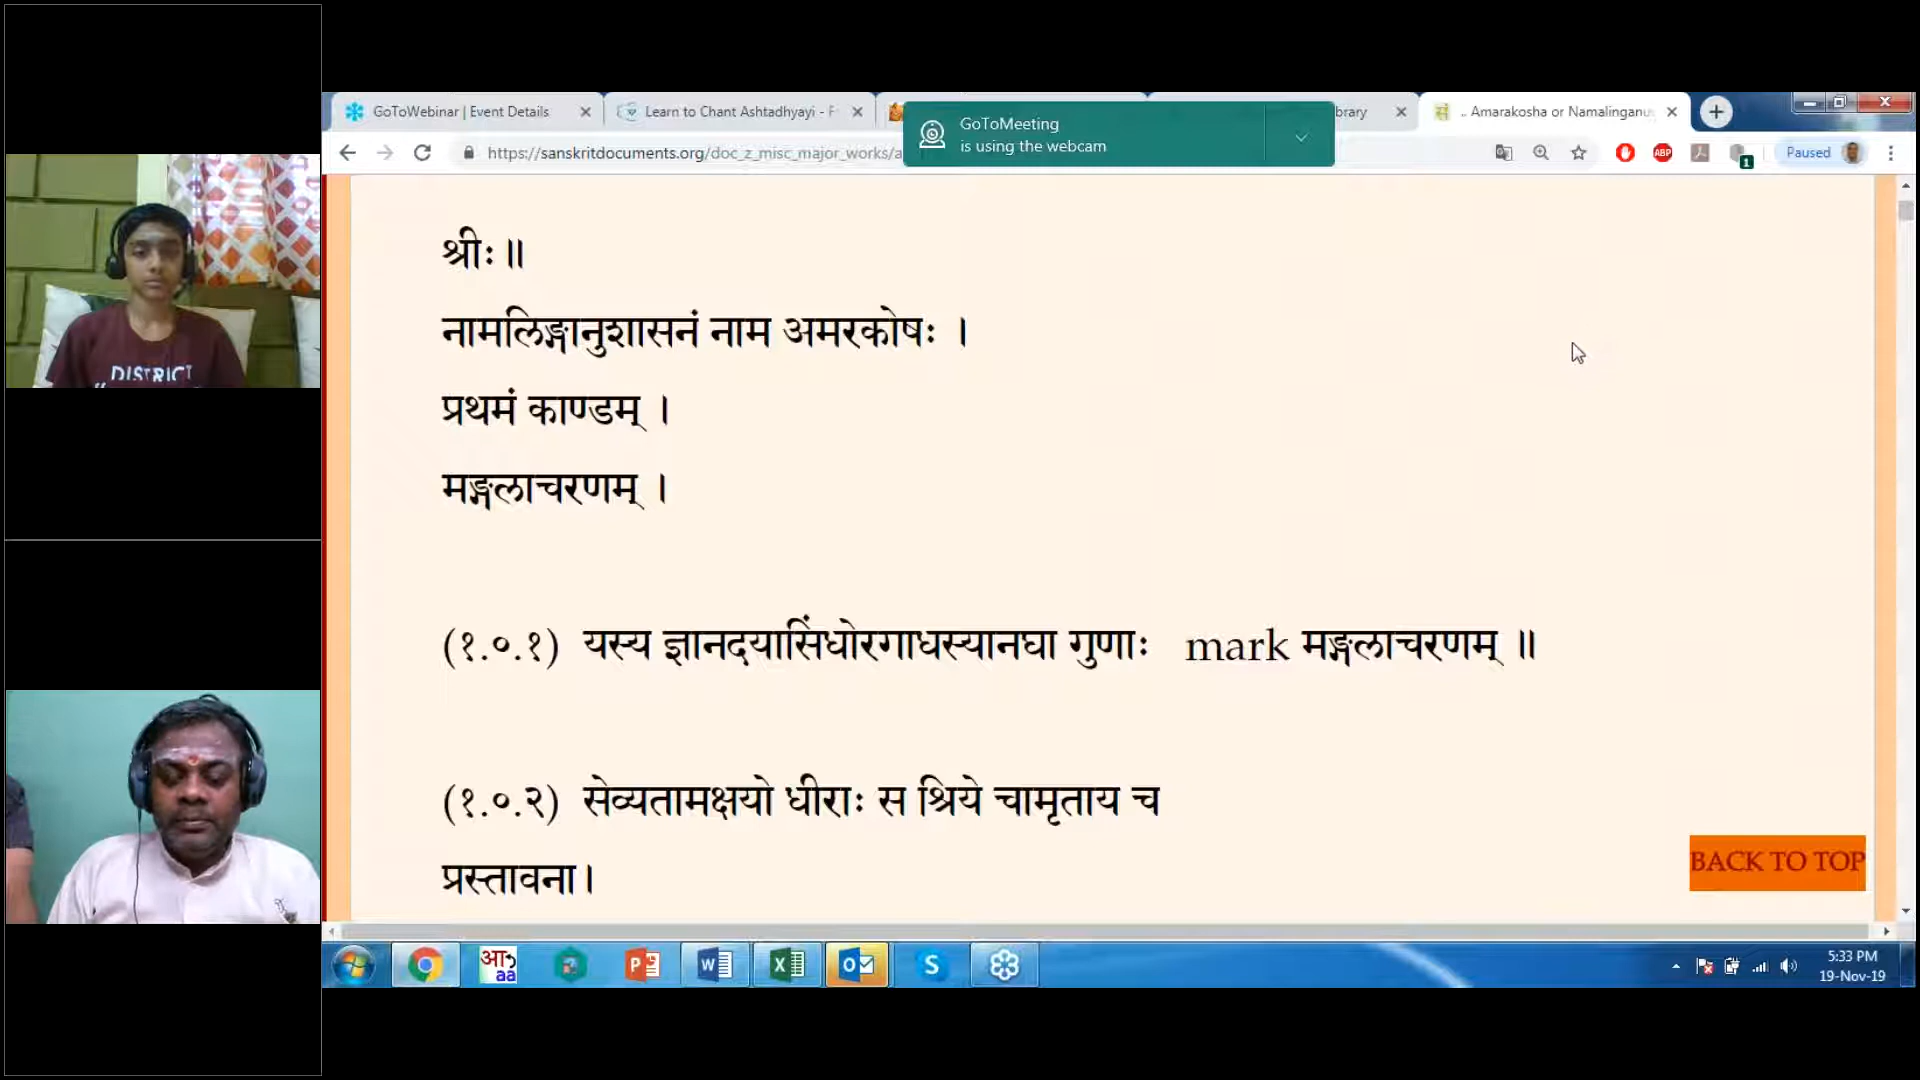 GoToWebinar | Event Details
Learn to Chant Ashtadhyayi - F
brary
.. Amarakosha or Namalinganu
GoToMeeting
is using the webcam
https://sanskritdocuments.org/doc_z_misc_major_works/a
ABP
1
Paused
श्रीः॥
नामलिङ्गानुशासनं नाम अमरकोषः ।
प्रथमं काण्डम् ।
मङ्गलाचरणम् ।
(१.०.१) यस्य ज्ञानदयासिंधोरगाधस्यानघा गुणाः mark मङ्गलाचरणम् ॥
(१.०.२) सेव्यतामक्षयो धीराः स श्रिये चामृताय च
प्रस्तावना।
BACK TO TOP
DISTRICT
आ
aa
5:33 PM
19-Nov-19